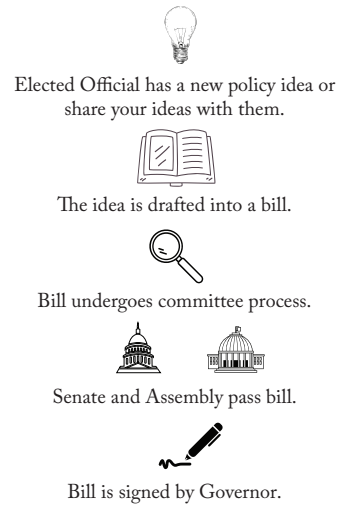 Elected Official has a new policy idea or
share your ideas with them.
The idea is drafted into a bill.
Bill undergoes committee process.
Senate and Assembly pass bill.
Bill is signed by Governor.